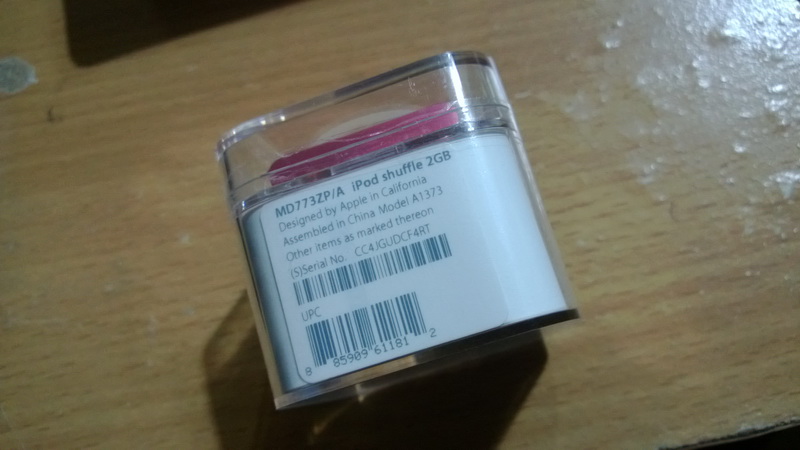 MD773ZP/A iPod shuffle 2GB
Designed by Apple in California
Assembled in China Model A1373
Other items as marked thereon
(S)Serial No. CC4JGUDCF4RT
UPC
8 85909 61181 2